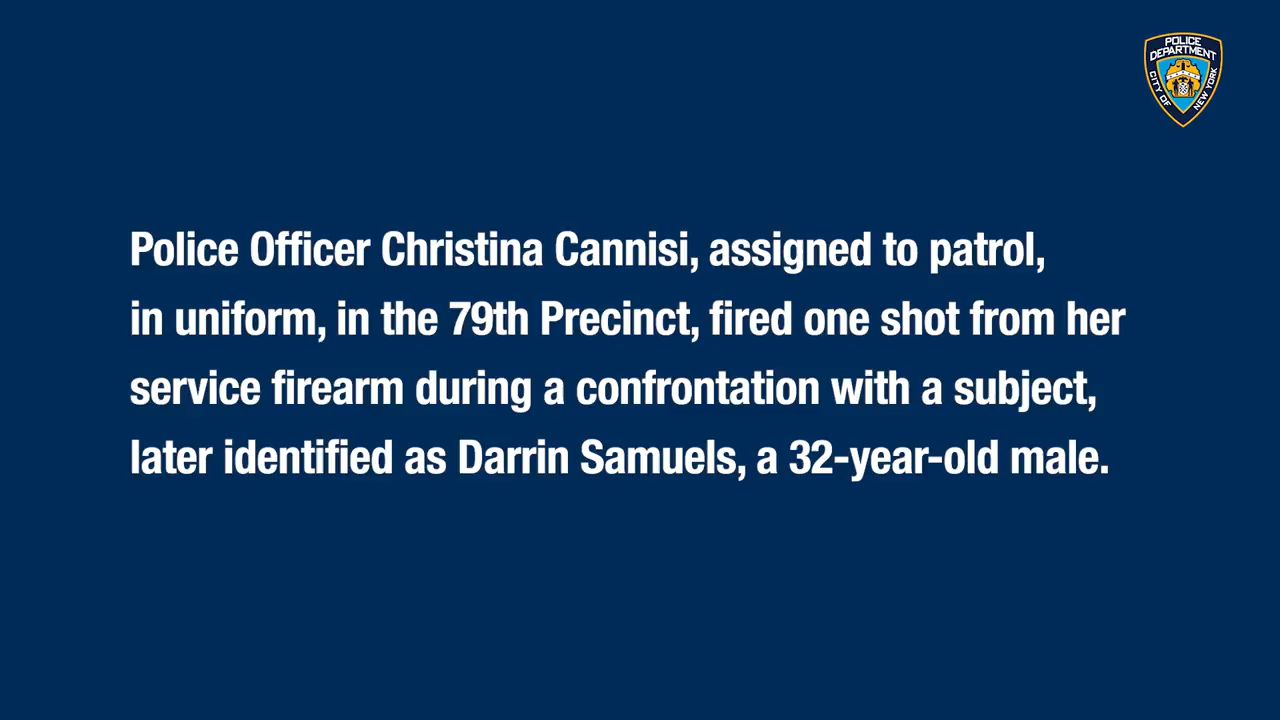 POLICE
DEPARTMENT
CITY OF
NEW YORK
Police Officer Christina Cannisi, assigned to patrol,
in uniform, in the 79th Precinct, fired one shot from her
service firearm during a confrontation with a subject,
later identified as Darrin Samuels, a 32-year-old male.